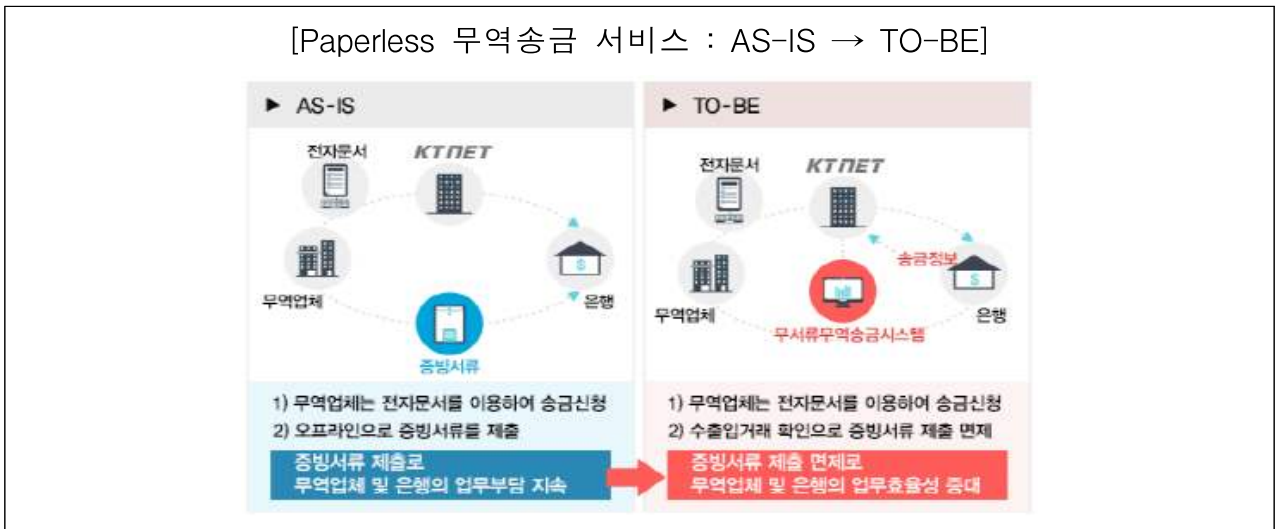 [Paperless 무역송금 서비스 : AS-IS → TO-BE]
▶ AS-IS
전자문서
KTNET
무역업체
은행
증빙서류
1) 무역업체는 전자문서를 이용하여 송금신청
2) 오프라인으로 증빙서류를 제출
증빙서류 제출로
무역업체 및 은행의 업무부담 지속
▶ TO-BE
전자문서
KTNET
송금정보
무역업체
은행
무서류무역송금시스템
1) 무역업체는 전자문서를 이용하여 송금신청
2) 수출입거래 확인으로 증빙서류 제출 면제
증빙서류 제출 면제로
무역업체 및 은행의 업무효율성 증대